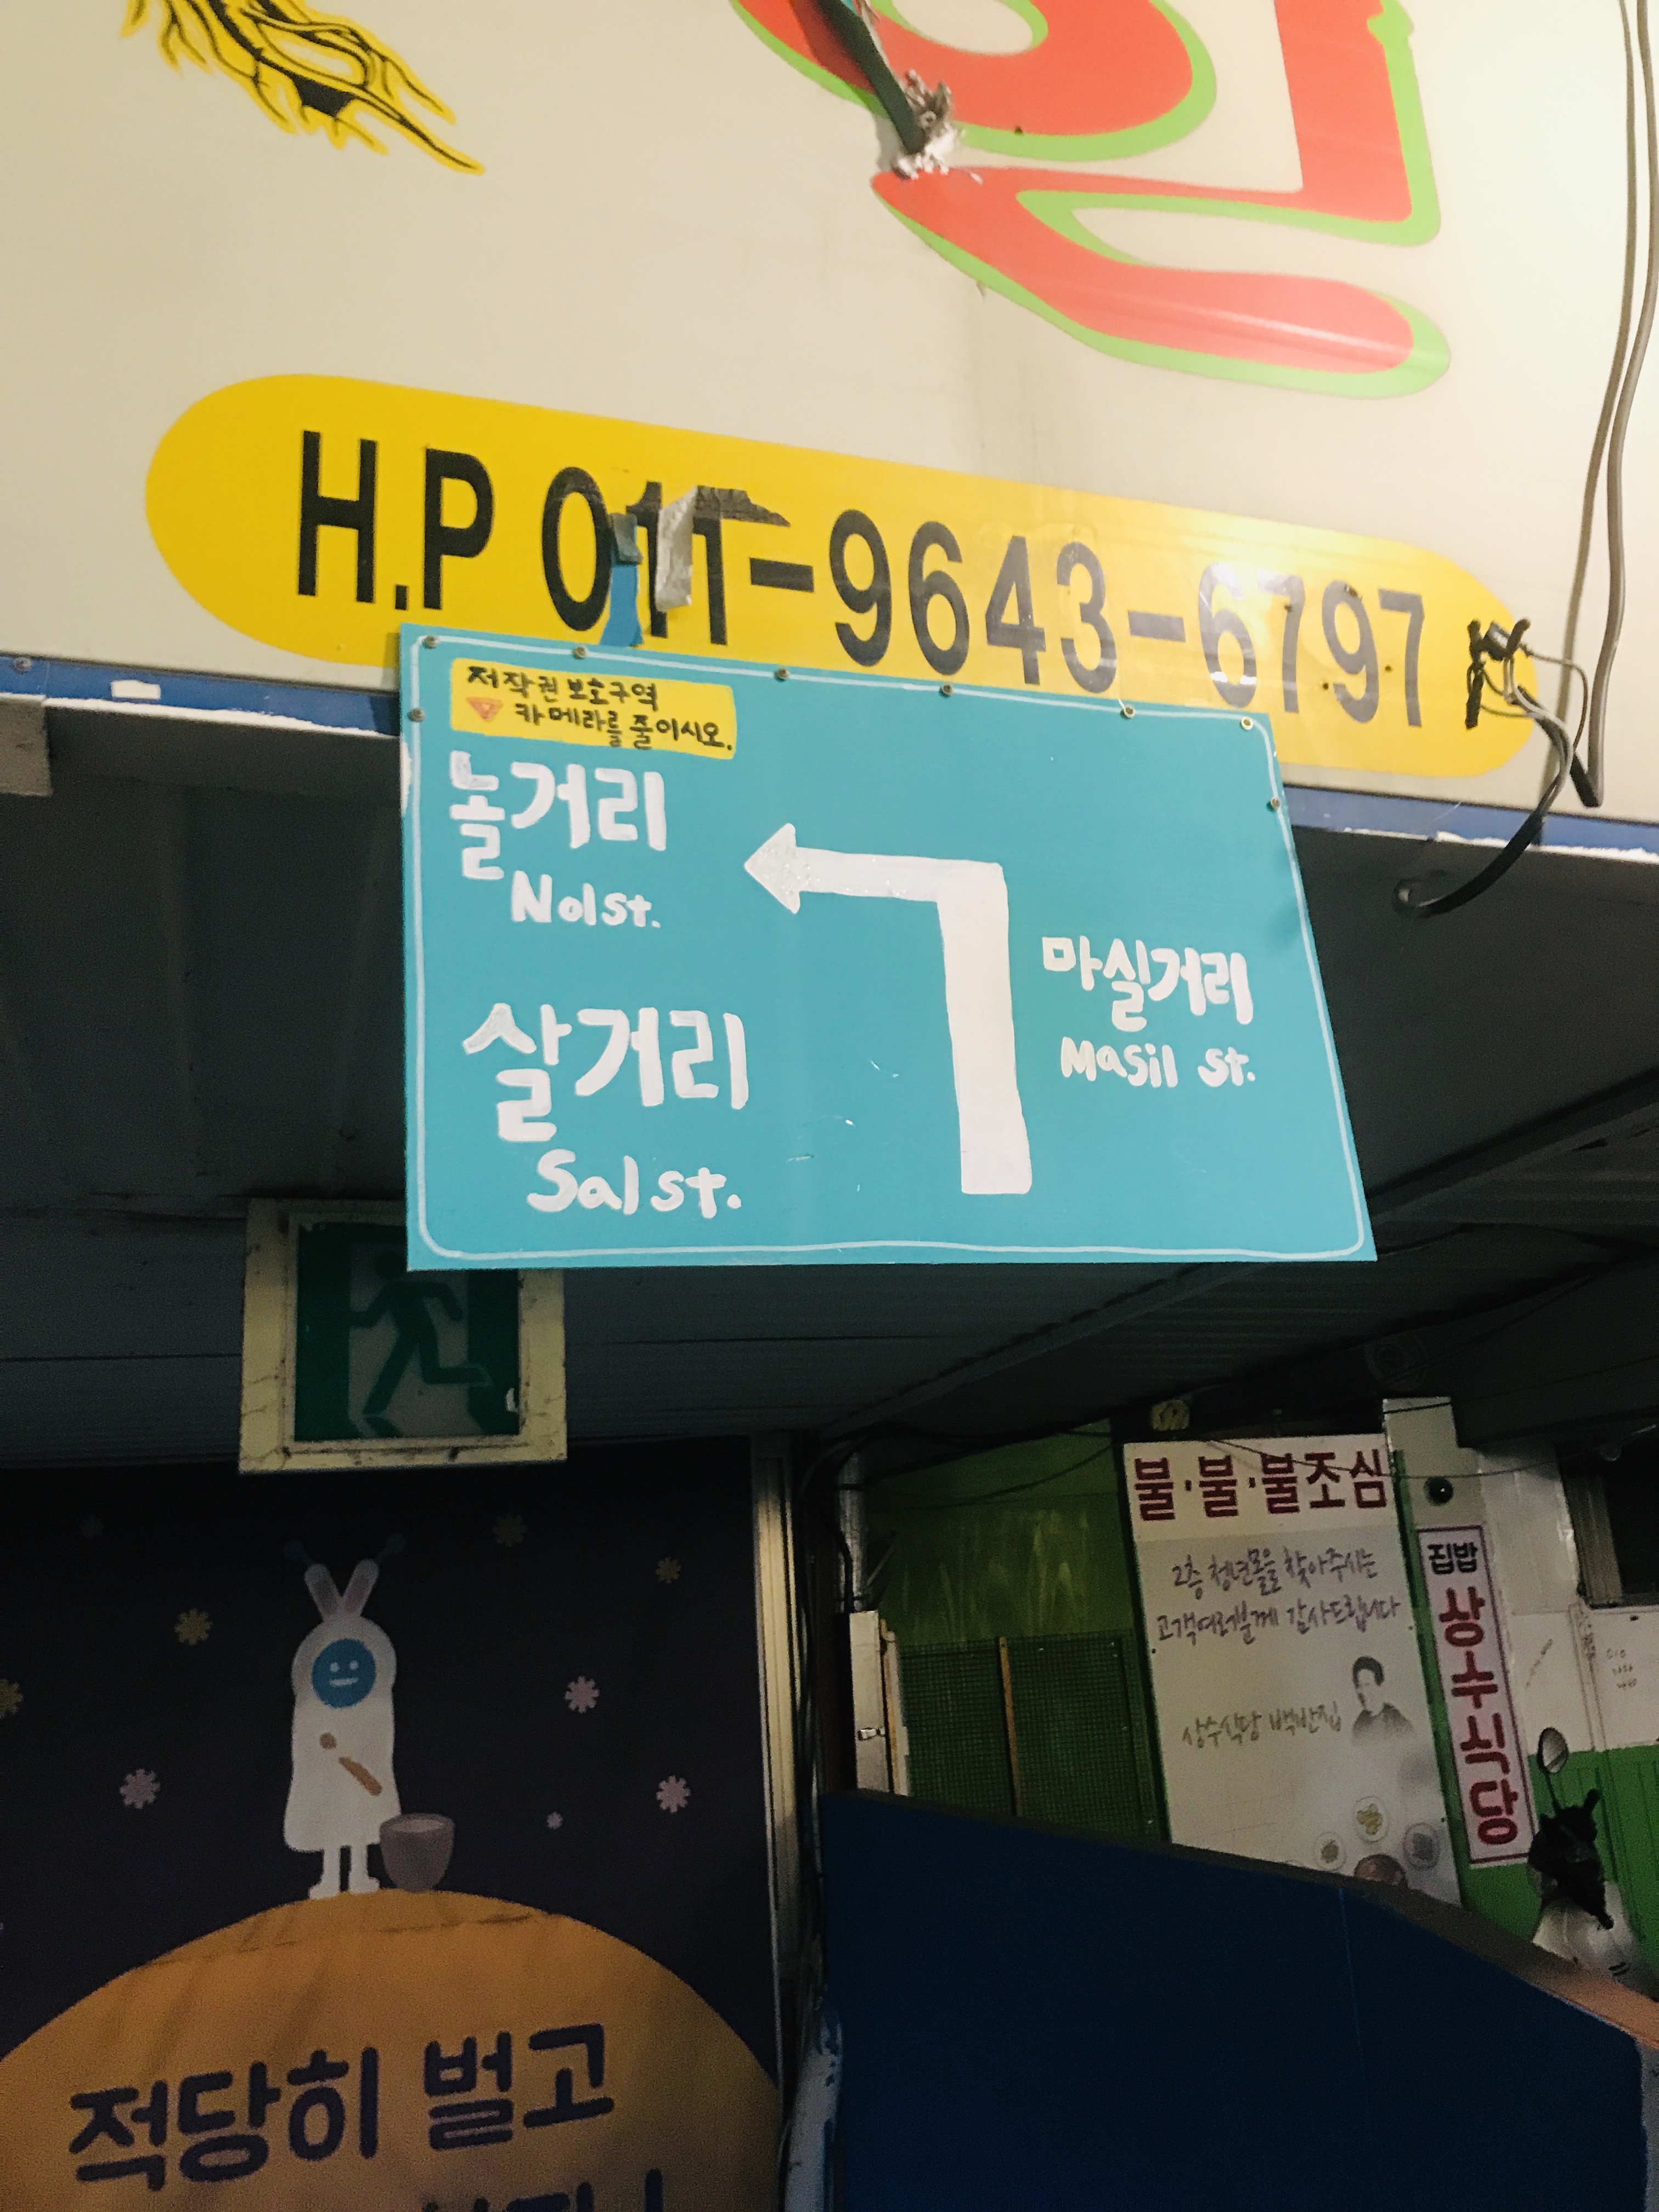 H.P 011-9643-6797
저작권 보호구역
카메라를 줄이시오.
놀거리
Nol st.
살거리
Sal st.
마실거리
Masil st.
불·불·불조심
2층 청년몰을 찾아주시는
고객여러분께 감사드립니다
상수식당 백반집
집밥
상수식당
적당히 벌고